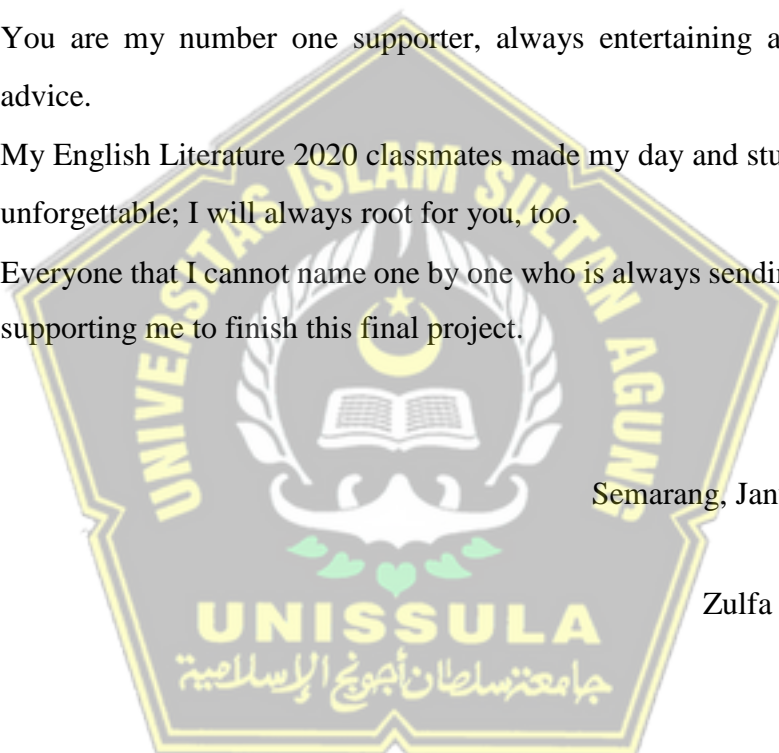 You are my number one supporter, always entertaining a
advice.
My English Literature 2020 classmates made my day and stu
unforgettable; I will always root for you, too.
Everyone that I cannot name one by one who is always sendin
supporting me to finish this final project.
UNIVERSITAS ISLAM SULTAN AGUNG
Semarang, Jan
Zulfa
UNISSULA
جامعة سلطان أجونج الإسلامية